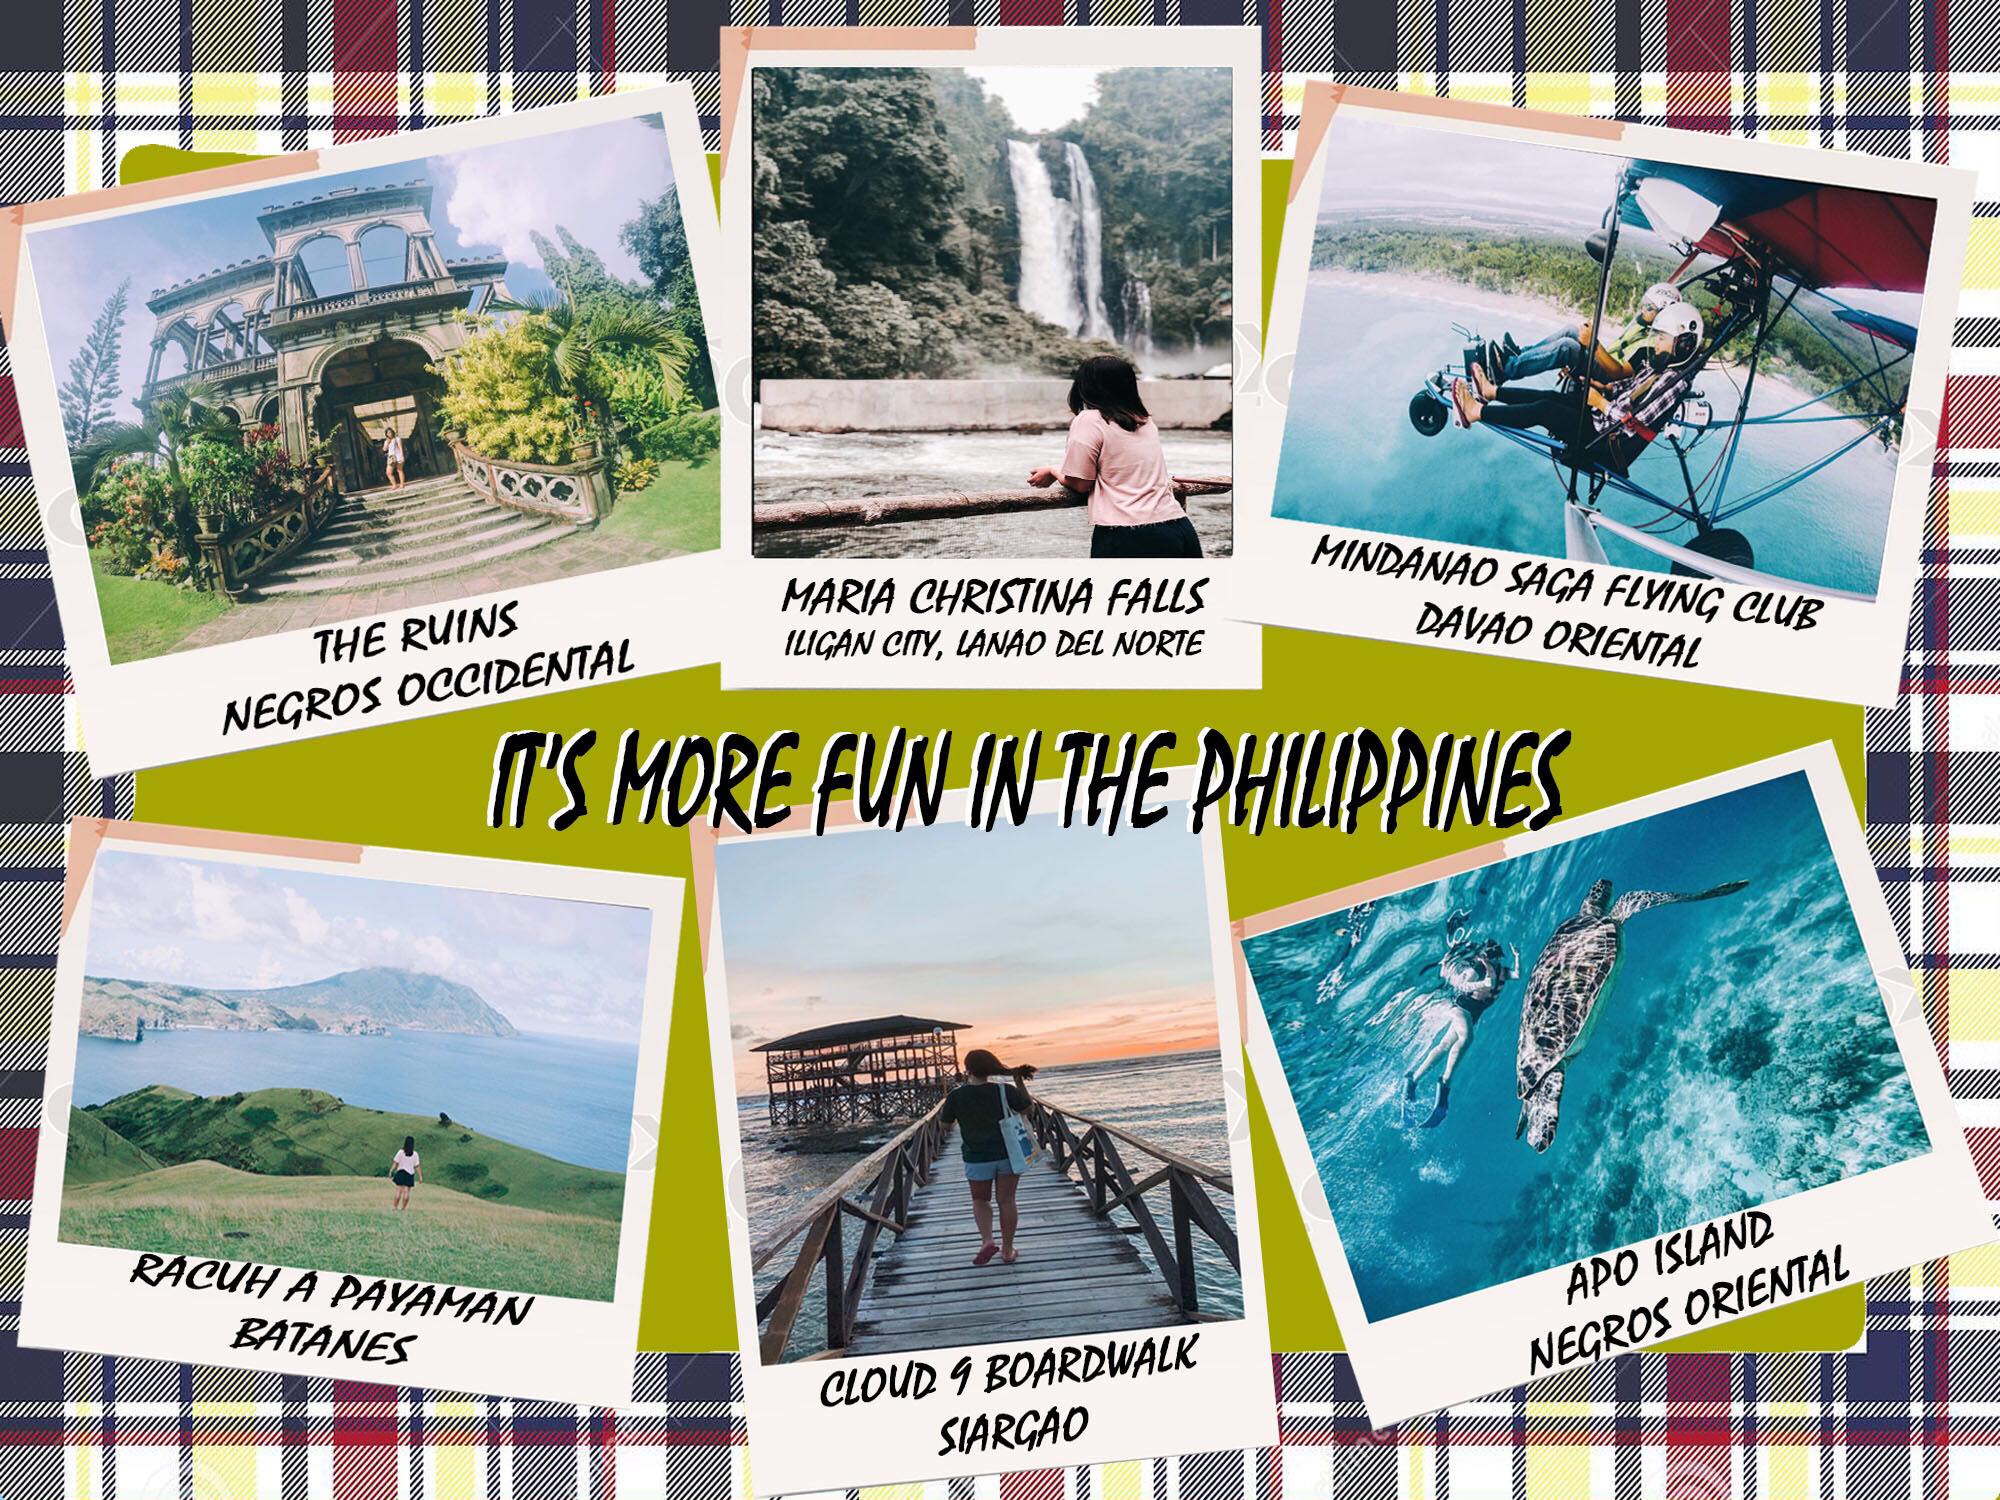 THE RUINS
NEGROS OCCIDENTAL
MARIA CHRISTINA FALLS
ILIGAN CITY, LANAO DEL NORTE
MINDANAO SAGA FLYING CLUB
DAVAO ORIENTAL
IT'S MORE FUN IN THE PHILIPPINES
RACUH A PAYAMAN
BATANES
CLOUD 9 BOARDWALK
SIARGAO
APO ISLAND
NEGROS ORIENTAL